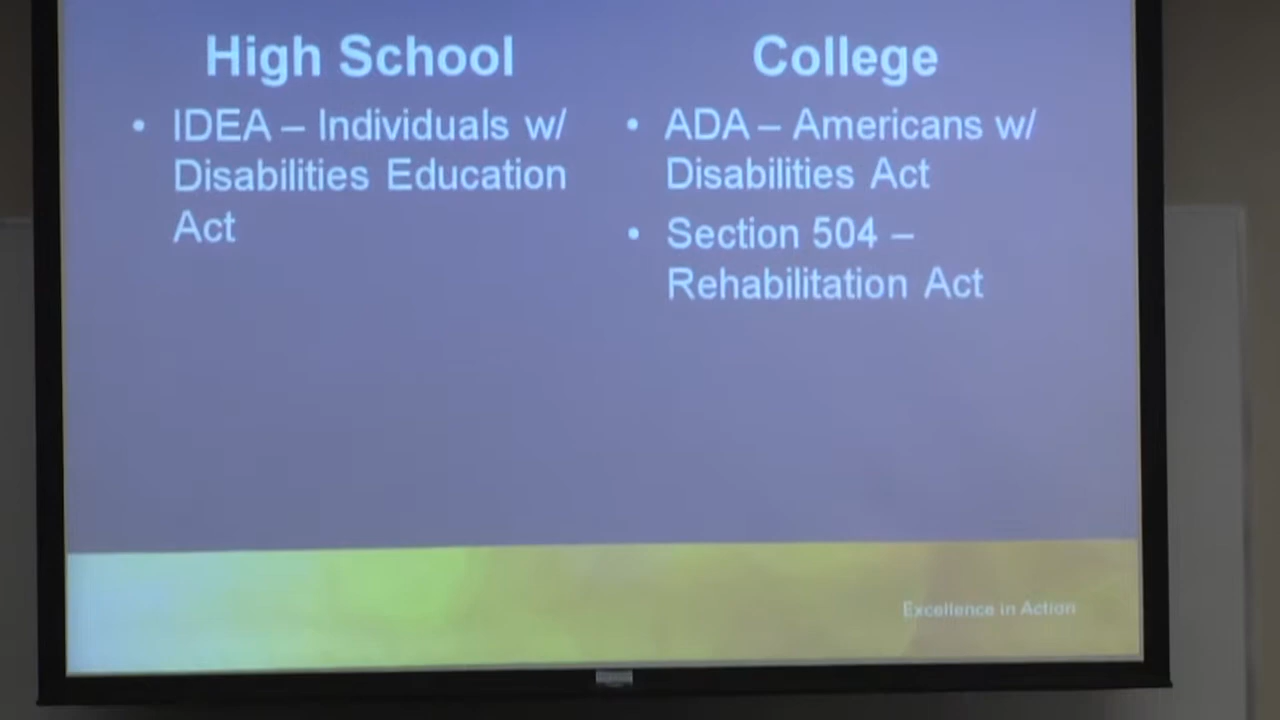 High School
• IDEA – Individuals w/
Disabilities Education
Act
College
• ADA – Americans w/
Disabilities Act
• Section 504 –
Rehabilitation Act
Excellence in Action